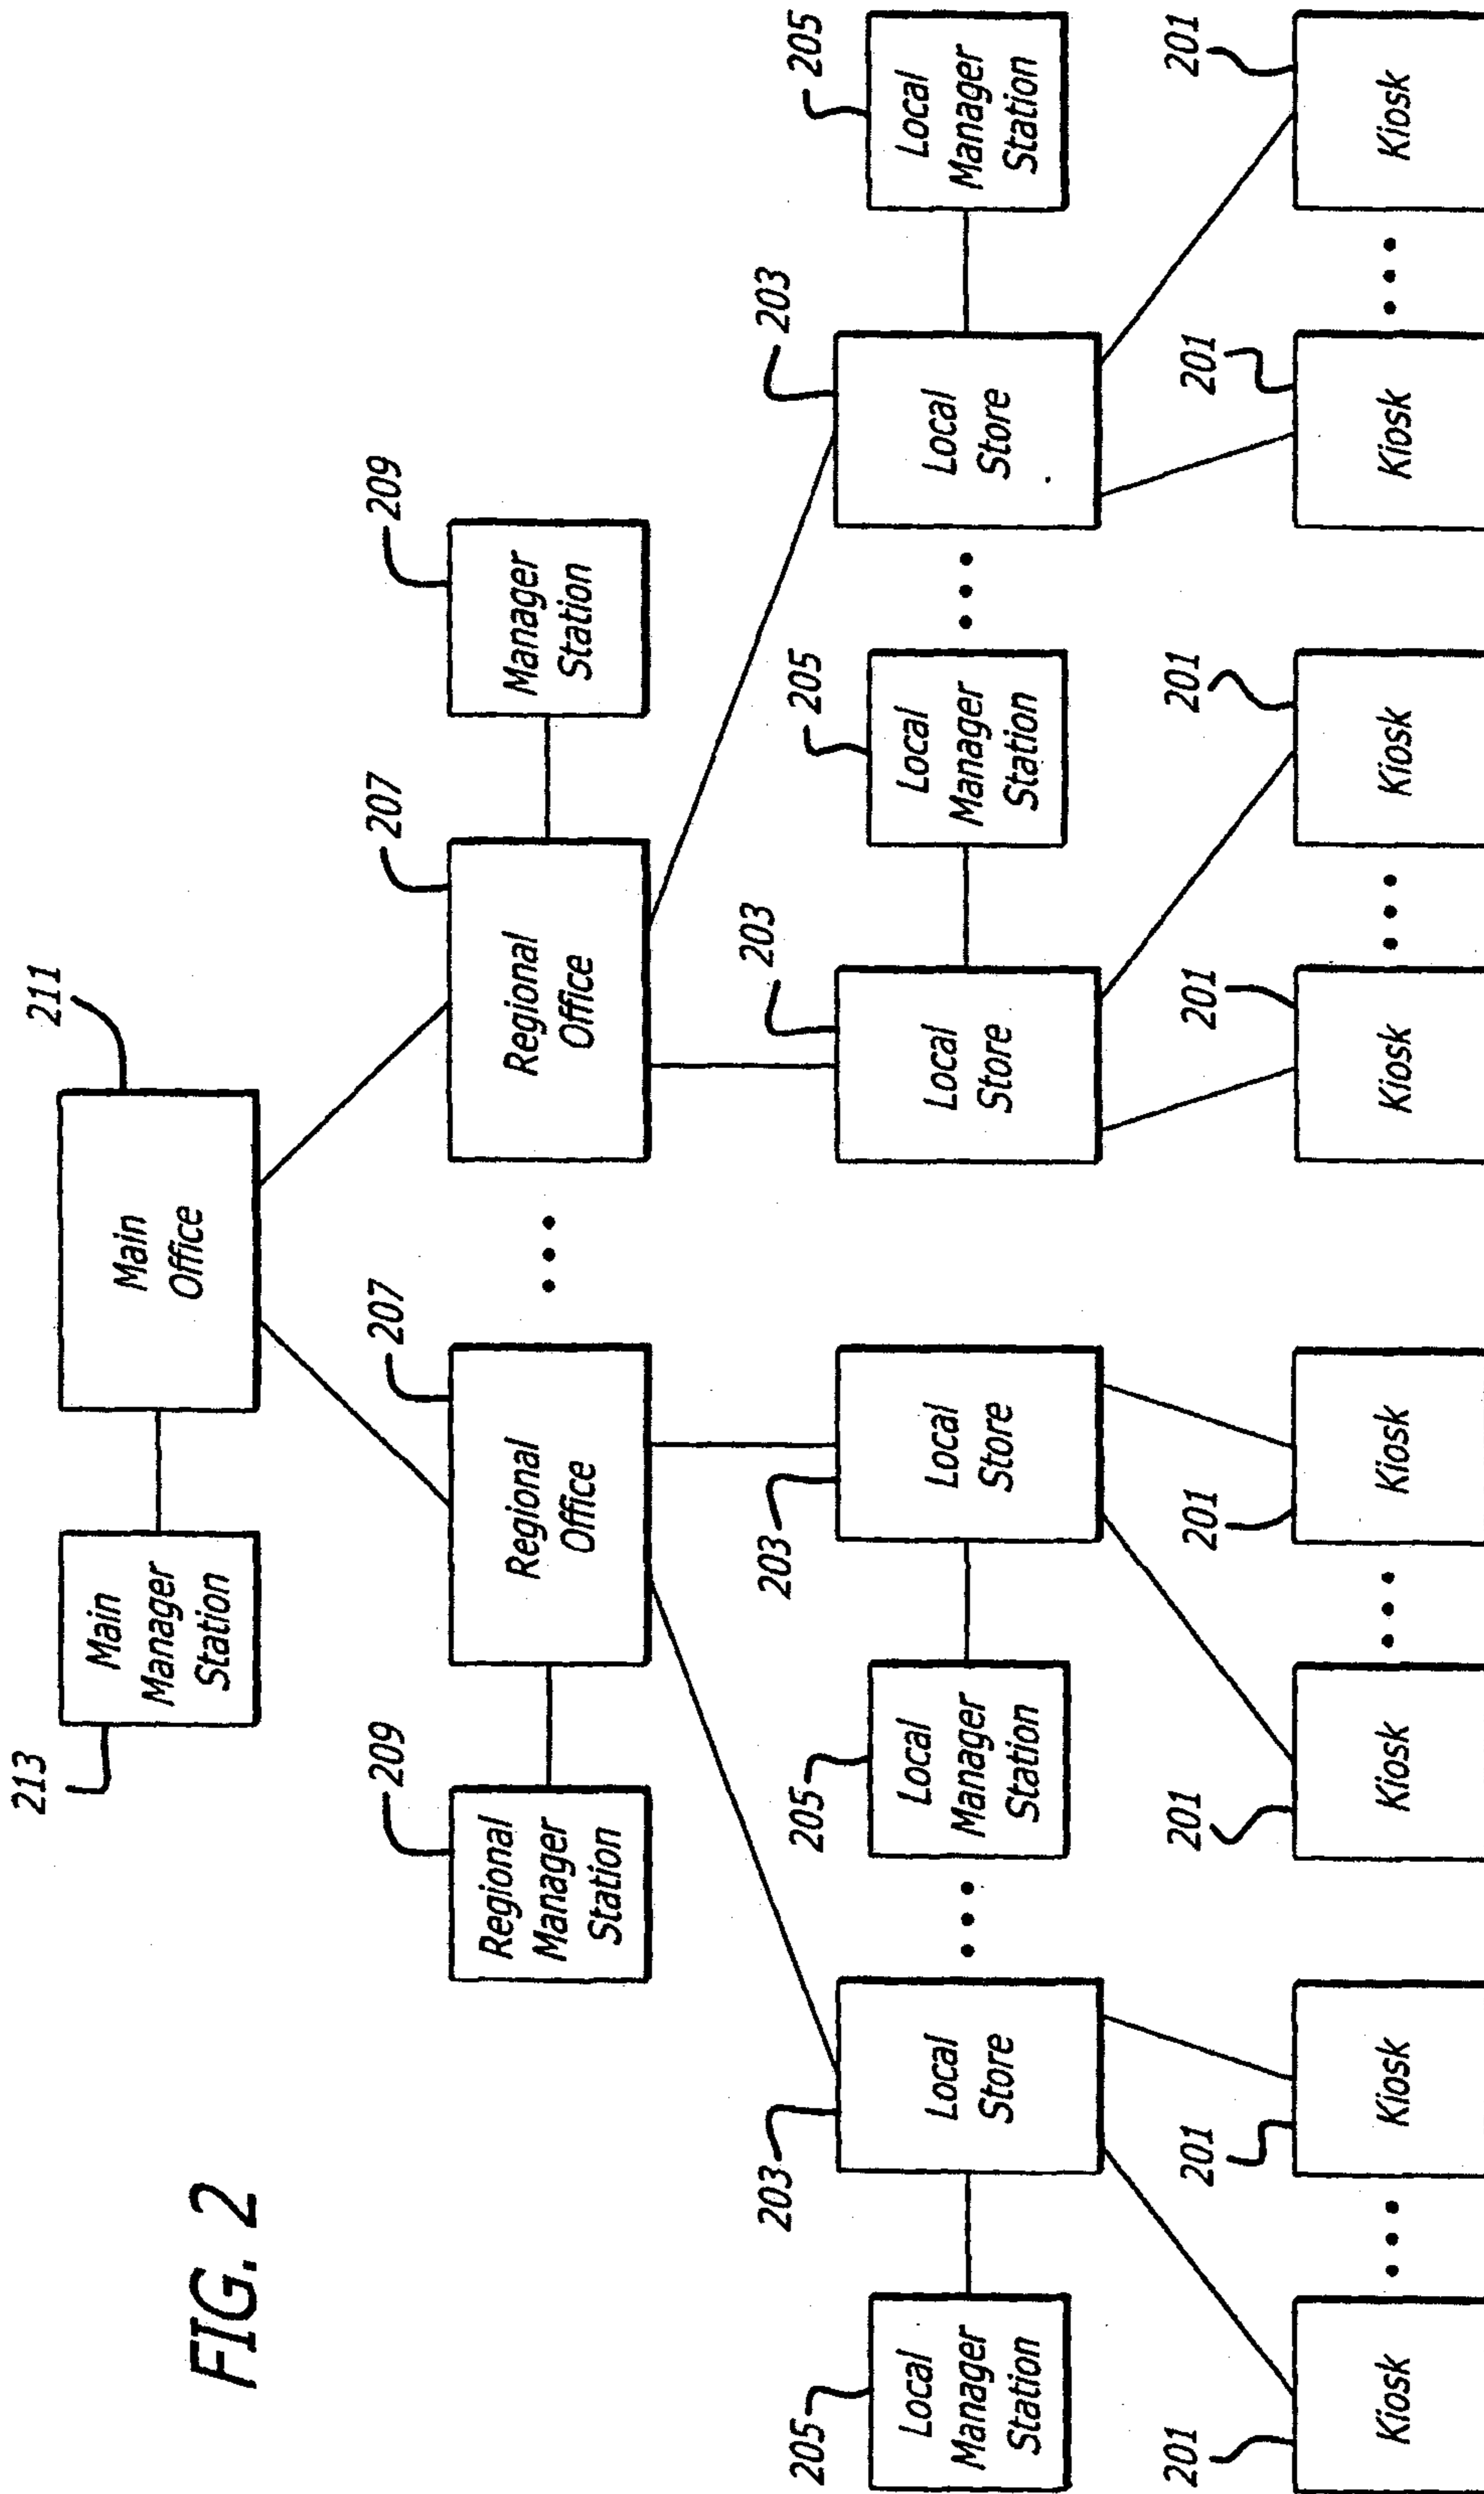 FIG. 2
213
211
Main
Manager
Station
Main
Office
209
207
207
209
Regional
Manager
Station
Regional
Office
Regional
Office
Manager
Station
203
203
203
203
205
205
205
205
Local
Manager
Station
Local
Store
Local
Manager
Station
Local
Store
Local
Store
Local
Manager
Station
Local
Store
Local
Manager
Station
201
201
201
201
201
201
201
201
Kiosk
Kiosk
Kiosk
Kiosk
Kiosk
Kiosk
Kiosk
Kiosk